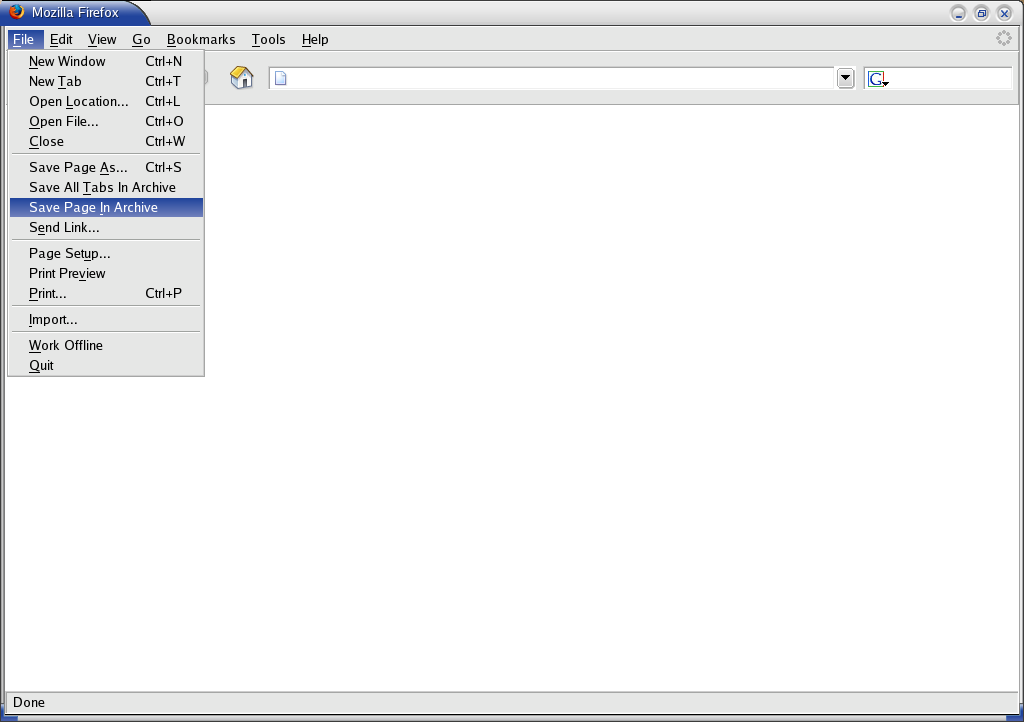 Mozilla Firefox
File Edit View Go Bookmarks Tools Help
New Window Ctrl+N
New Tab Ctrl+T
Open Location... Ctrl+L
Open File... Ctrl+O
Close Ctrl+W
Save Page As... Ctrl+S
Save All Tabs In Archive
Save Page In Archive
Send Link...
Page Setup...
Print Preview
Print... Ctrl+P
Import...
Work Offline
Quit
G
Done